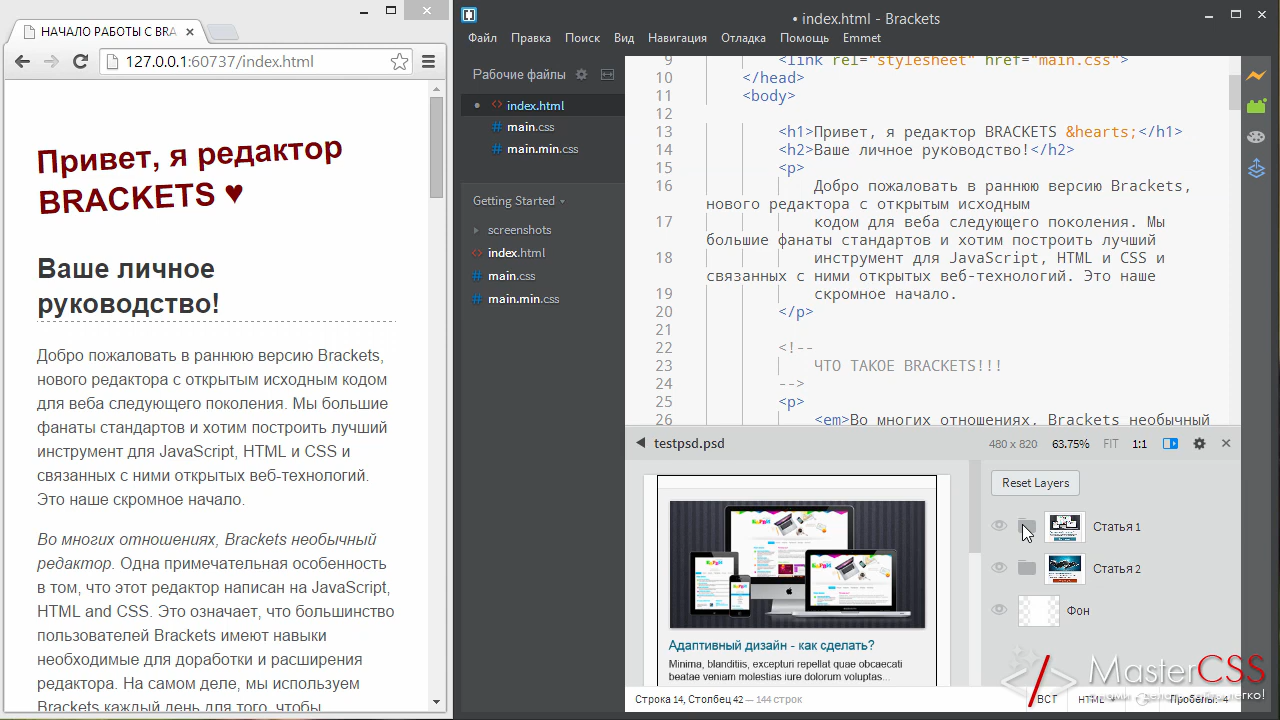 НАЧАЛО РАБОТЫ С BRA
127.0.0.1:60737/index.html
Привет, я редактор
BRACKETS ♥
Ваше личное
руководство!
Добро пожаловать в раннюю версию Brackets,
нового редактора с открытым исходным кодом
для веба следующего поколения. Мы большие
фанаты стандартов и хотим построить лучший
инструмент для JavaScript, HTML и CSS и
связанных с ними открытых веб-технологий.
Это наше скромное начало.
Во многих отношениях, Brackets необычный
редактор. Одна примечательная особенность
в том, что этот редактор написан на JavaScript,
HTML and CSS. Это означает, что большинство
пользователей Brackets имеют навыки
необходимые для доработки и расширения
редактора. На самом деле, мы используем
Brackets каждый день для того, чтобы
• index.html - Brackets
Файл Правка Поиск Вид Навигация Отладка Помощь Emmet
Рабочие файлы
• <> index.html
# main.css
# main.min.css
Getting Started
screenshots
<> index.html
# main.css
# main.min.css
9 <link rel="stylesheet" href="main.css">
10 </head>
11 <body>
12
13 <h1>Привет, я редактор BRACKETS &hearts;</h1>
14 <h2>Ваше личное руководство!</h2>
15 <p>
16 Добро пожаловать в раннюю версию Brackets,
нового редактора с открытым исходным
17 кодом для веба следующего поколения. Мы
большие фанаты стандартов и хотим построить лучший
18 инструмент для JavaScript, HTML и CSS и
связанных с ними открытых веб-технологий. Это наше
19 скромное начало.
20 </p>
21
22 <!--
23 ЧТО ТАКОЕ BRACKETS!!!
24 -->
25 <p>
26 <em>Во многих отношениях, Brackets необычный
testpsd.psd 480 x 820 63.75% FIT 1:1
Reset Layers
Статья 1
Статья 2
Фон
Адаптивный дизайн - как сделать?
Minima, blanditiis, excepturi repellat quae obcaecati
beatae veniam molestias iure dolorum voluptas...
MasterCSS
Строка 14, Столбец 42 — 144 строк ВСТ HTML Пробелы: 4